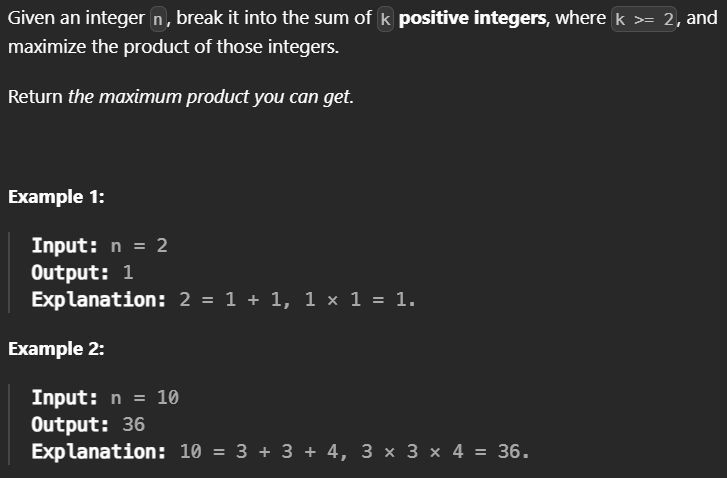 Given an integer n, break it into the sum of k positive integers, where k >= 2, and
maximize the product of those integers.
Return the maximum product you can get.
Example 1:
Input: n = 2
Output: 1
Explanation: 2 = 1 + 1, 1 × 1 = 1.
Example 2:
Input: n = 10
Output: 36
Explanation: 10 = 3 + 3 + 4, 3 × 3 × 4 = 36.